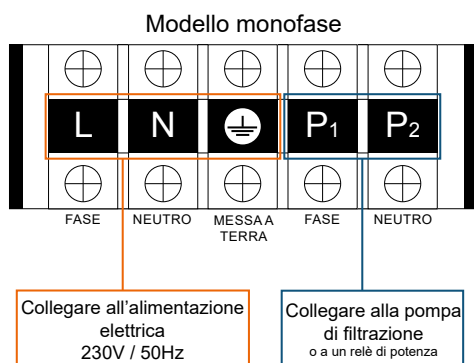 Modello monofase
L N P1 P2
FASE NEUTRO MESSA A TERRA FASE NEUTRO
Collegare all’alimentazione
elettrica
230V / 50Hz
Collegare alla pompa
di filtrazione
o a un relè di potenza